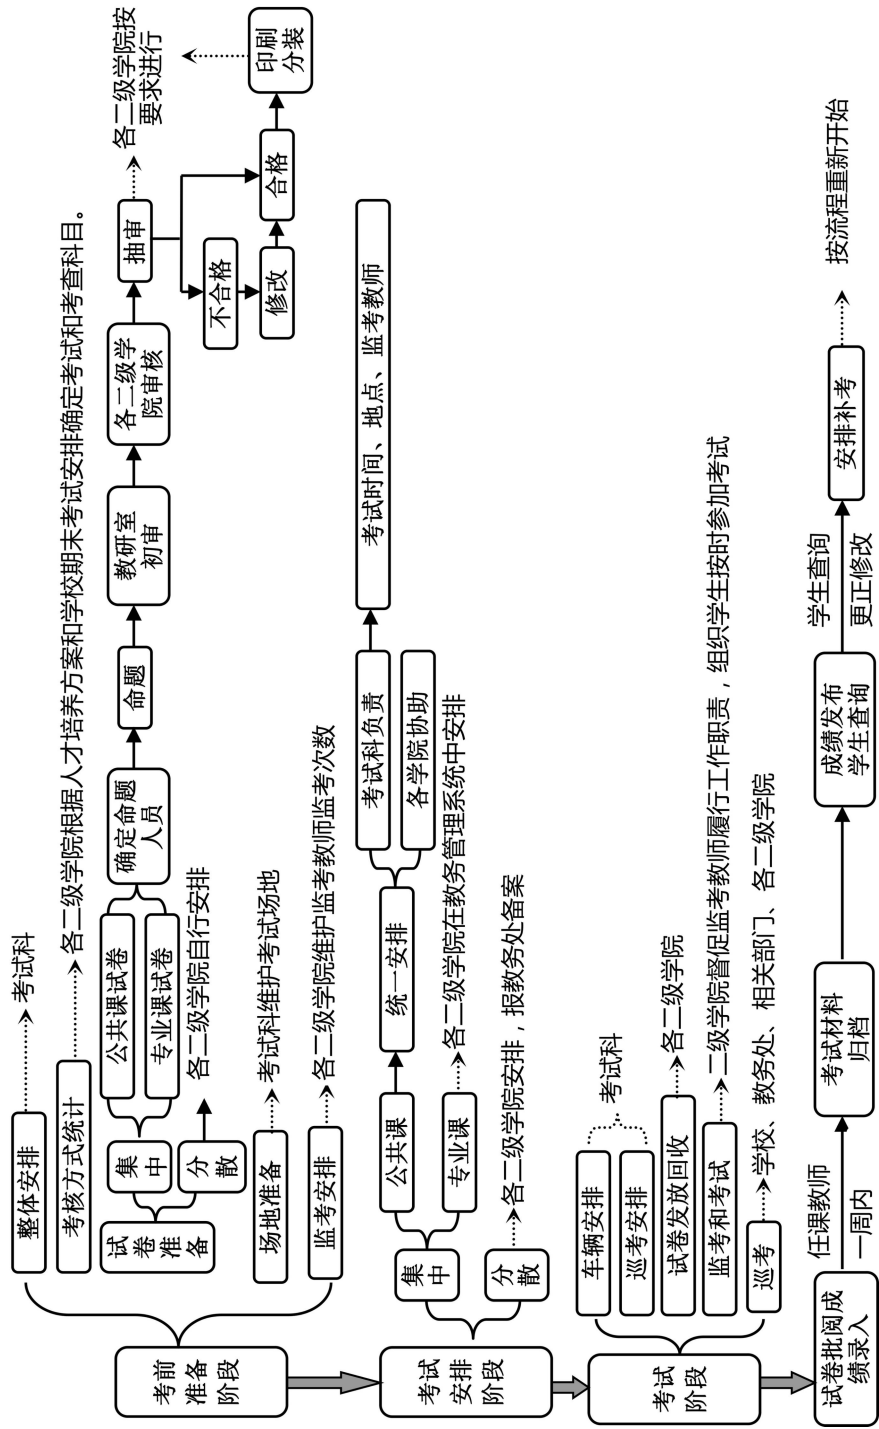 考前
准备
阶段
整体安排
考试科
考核方式统计
各二级学院根据人才培养方案和学校期末考试安排确定考试和考查科目。
试
卷
准
备
集
中
公共课试卷
专业课试卷
确定命题
人员
命题
教研室
初审
各二级学
院审核
抽审
各二级学院按
要求进行
不合格
修改
合格
印刷
分装
分
散
各二级学院自行安排
场地准备
考试科维护考试场地
监考安排
各二级学院维护监考教师监考次数
考试
安排
阶段
集
中
公共课
统一安排
考试科负责
各学院协助
考试时间、地点、监考教师
专业课
各二级学院在教务管理系统中安排
分
散
各二级学院安排，报教务处备案
考试
阶段
车辆安排
巡考安排
考试科
试卷发放回收
各二级学院
监考和考试
二级学院督促监考教师履行工作职责，组织学生按时参加考试
巡考
学校、教务处、相关部门、各二级学院
试卷批阅成
绩录入
任课教师
一周内
考试材料
归档
成绩发布
学生查询
学生查询
更正修改
安排补考
按流程重新开始